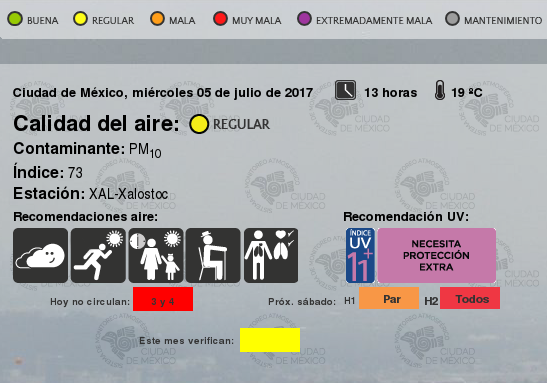 BUENA REGULAR MALA MUY MALA EXTREMADAMENTE MALA MANTENIMIENTO
Ciudad de México, miércoles 05 de julio de 2017 13 horas 19 ºC
Calidad del aire: REGULAR
Contaminante: PM10
Índice: 73
Estación: XAL-Xalostoc
Recomendaciones aire: Recomendación UV:
ÍNDICE
UV
11+
NECESITA
PROTECCIÓN
EXTRA
Hoy no circulan: 3 y 4 Próx. sábado: H1 Par H2 Todos
Este mes verifican:
CIUDAD
DE MÉXICO